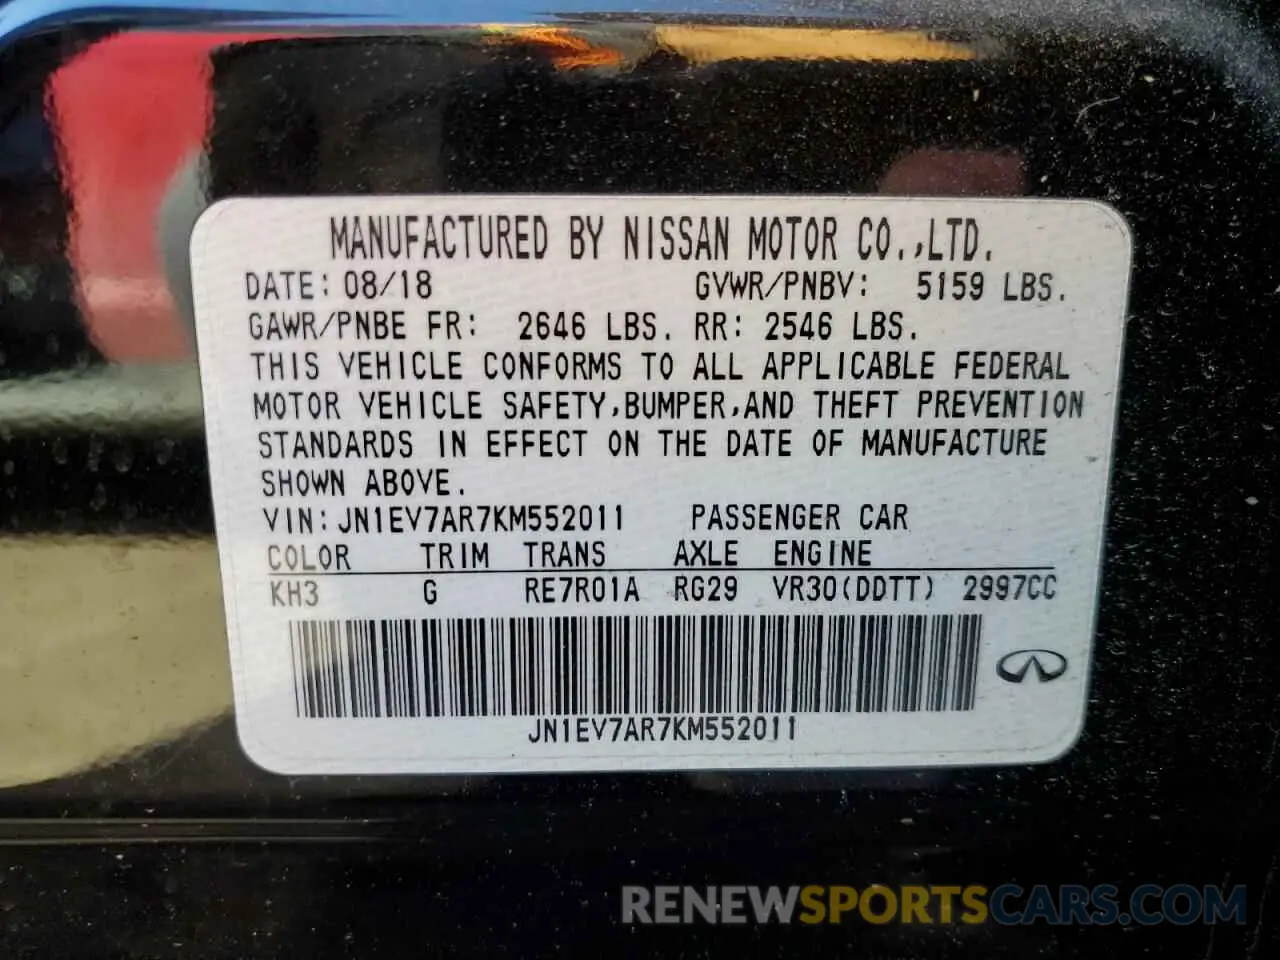 MANUFACTURED BY NISSAN MOTOR CO.,LTD.
DATE: 08/18 GVWR/PNBV: 5159 LBS.
GAWR/PNBE FR: 2646 LBS. RR: 2546 LBS.
THIS VEHICLE CONFORMS TO ALL APPLICABLE FEDERAL
MOTOR VEHICLE SAFETY,BUMPER,AND THEFT PREVENTION
STANDARDS IN EFFECT ON THE DATE OF MANUFACTURE
SHOWN ABOVE.
VIN: JN1EV7AR7KM552011 PASSENGER CAR
COLOR TRIM TRANS AXLE ENGINE
KH3 G RE7R01A RG29 VR30(DDTT) 2997CC
JN1EV7AR7KM552011
RENEWSPORTSCARS.COM